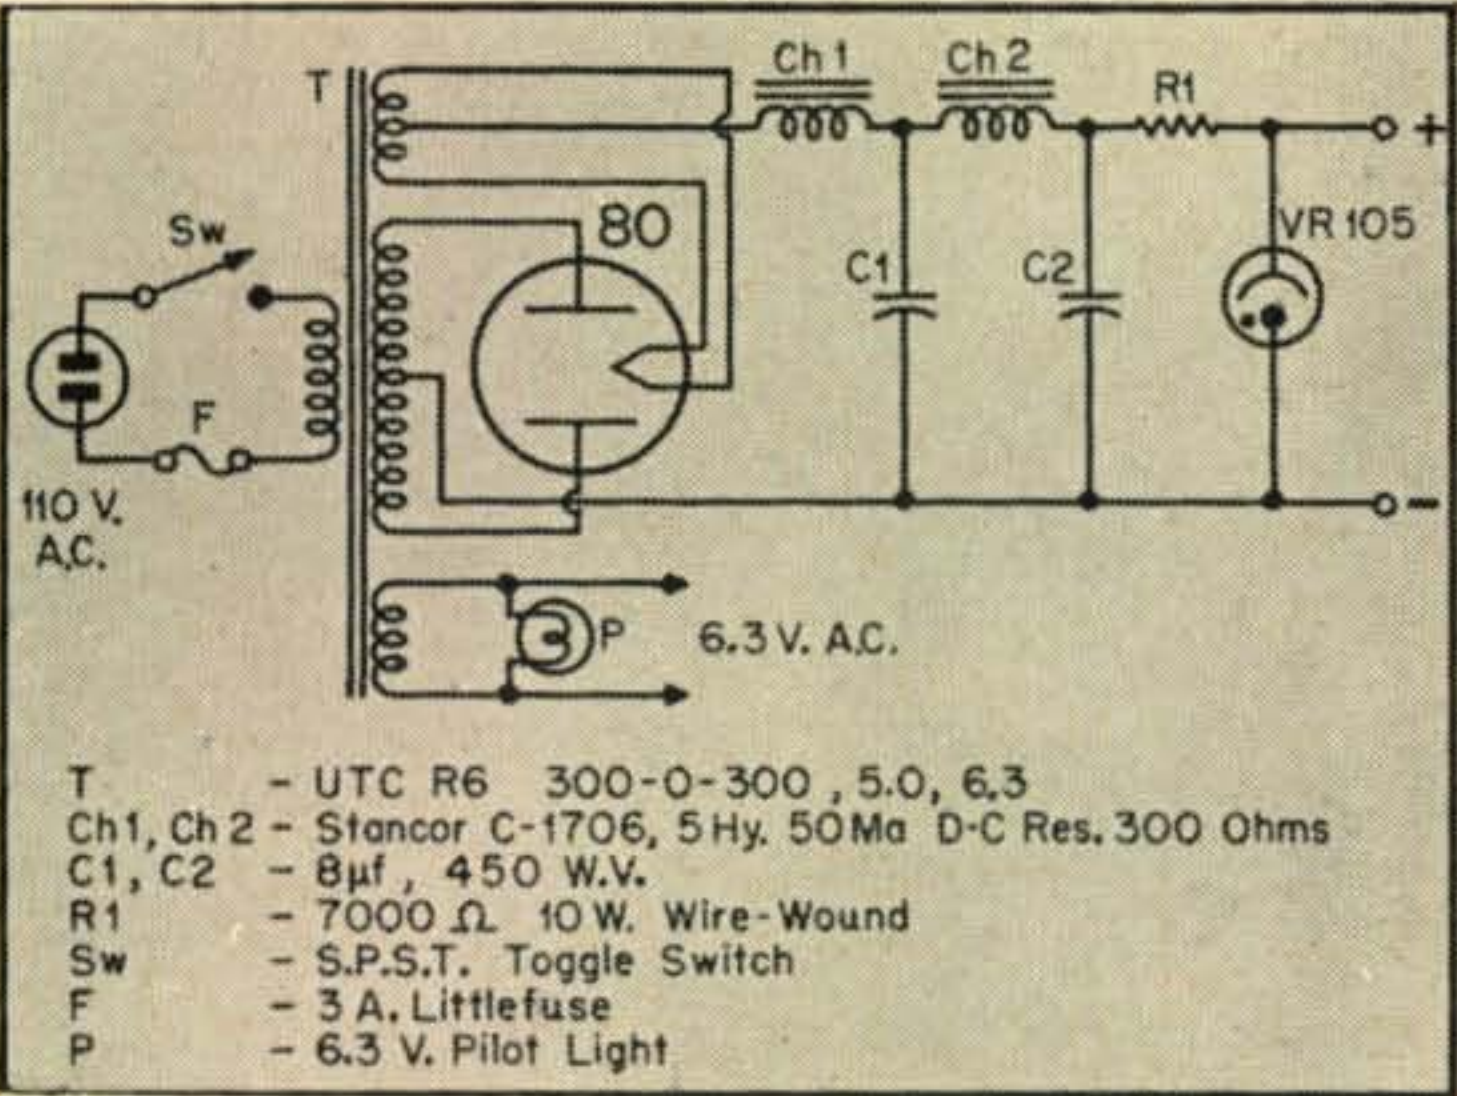 T
Ch 1
Ch 2
R1
+
Sw
80
VR 105
C1
C2
F
110 V.
A.C.
-
P
6.3 V. A.C.
T - UTC R6 300-0-300 , 5.0, 6.3
Ch1, Ch 2 - Stancor C-1706, 5 Hy. 50 Ma D-C Res. 300 Ohms
C1, C2 - 8µf , 450 W.V.
R1 - 7000 Ω 10 W. Wire-Wound
Sw - S.P.S.T. Toggle Switch
F - 3 A. Littlefuse
P - 6.3 V. Pilot Light